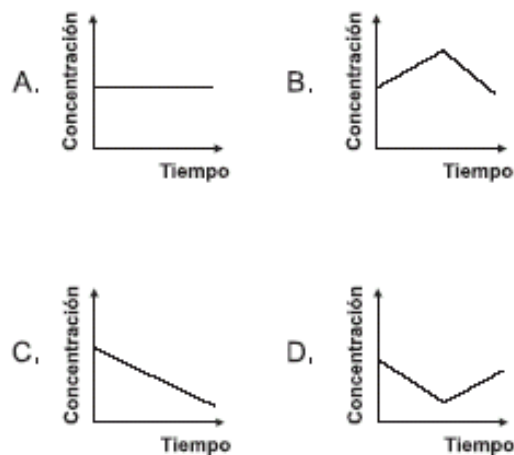 A.
Concentración
Tiempo
B.
Concentración
Tiempo
C.
Concentración
Tiempo
D.
Concentración
Tiempo